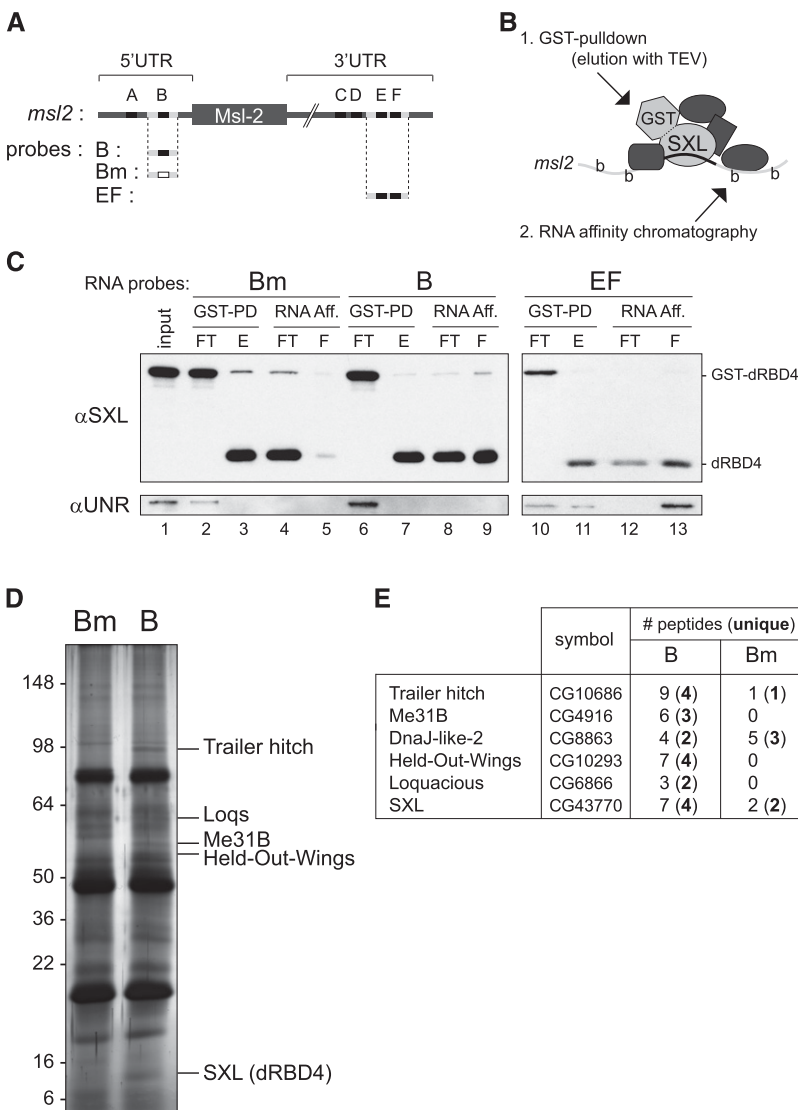 A
5'UTR 3'UTR
A B C D E F
msl2 : Msl-2
probes : B :
Bm :
EF :
B
1. GST-pulldown
(elution with TEV)
GST
SXL
msl2 b b b b
2. RNA affinity chromatography
C
RNA probes: Bm B EF
input GST-PD RNA Aff. GST-PD RNA Aff. GST-PD RNA Aff.
FT E FT F FT E FT F FT E FT F
GST-dRBD4
αSXL
dRBD4
αUNR
1 2 3 4 5 6 7 8 9 10 11 12 13
D
Bm B
148
98 Trailer hitch
64
Loqs
Me31B
Held-Out-Wings
50
36
22
16
SXL (dRBD4)
6
E
symbol # peptides (unique)
B Bm
Trailer hitch CG10686 9 (4) 1 (1)
Me31B CG4916 6 (3) 0
DnaJ-like-2 CG8863 4 (2) 5 (3)
Held-Out-Wings CG10293 7 (4) 0
Loquacious CG6866 3 (2) 0
SXL CG43770 7 (4) 2 (2)